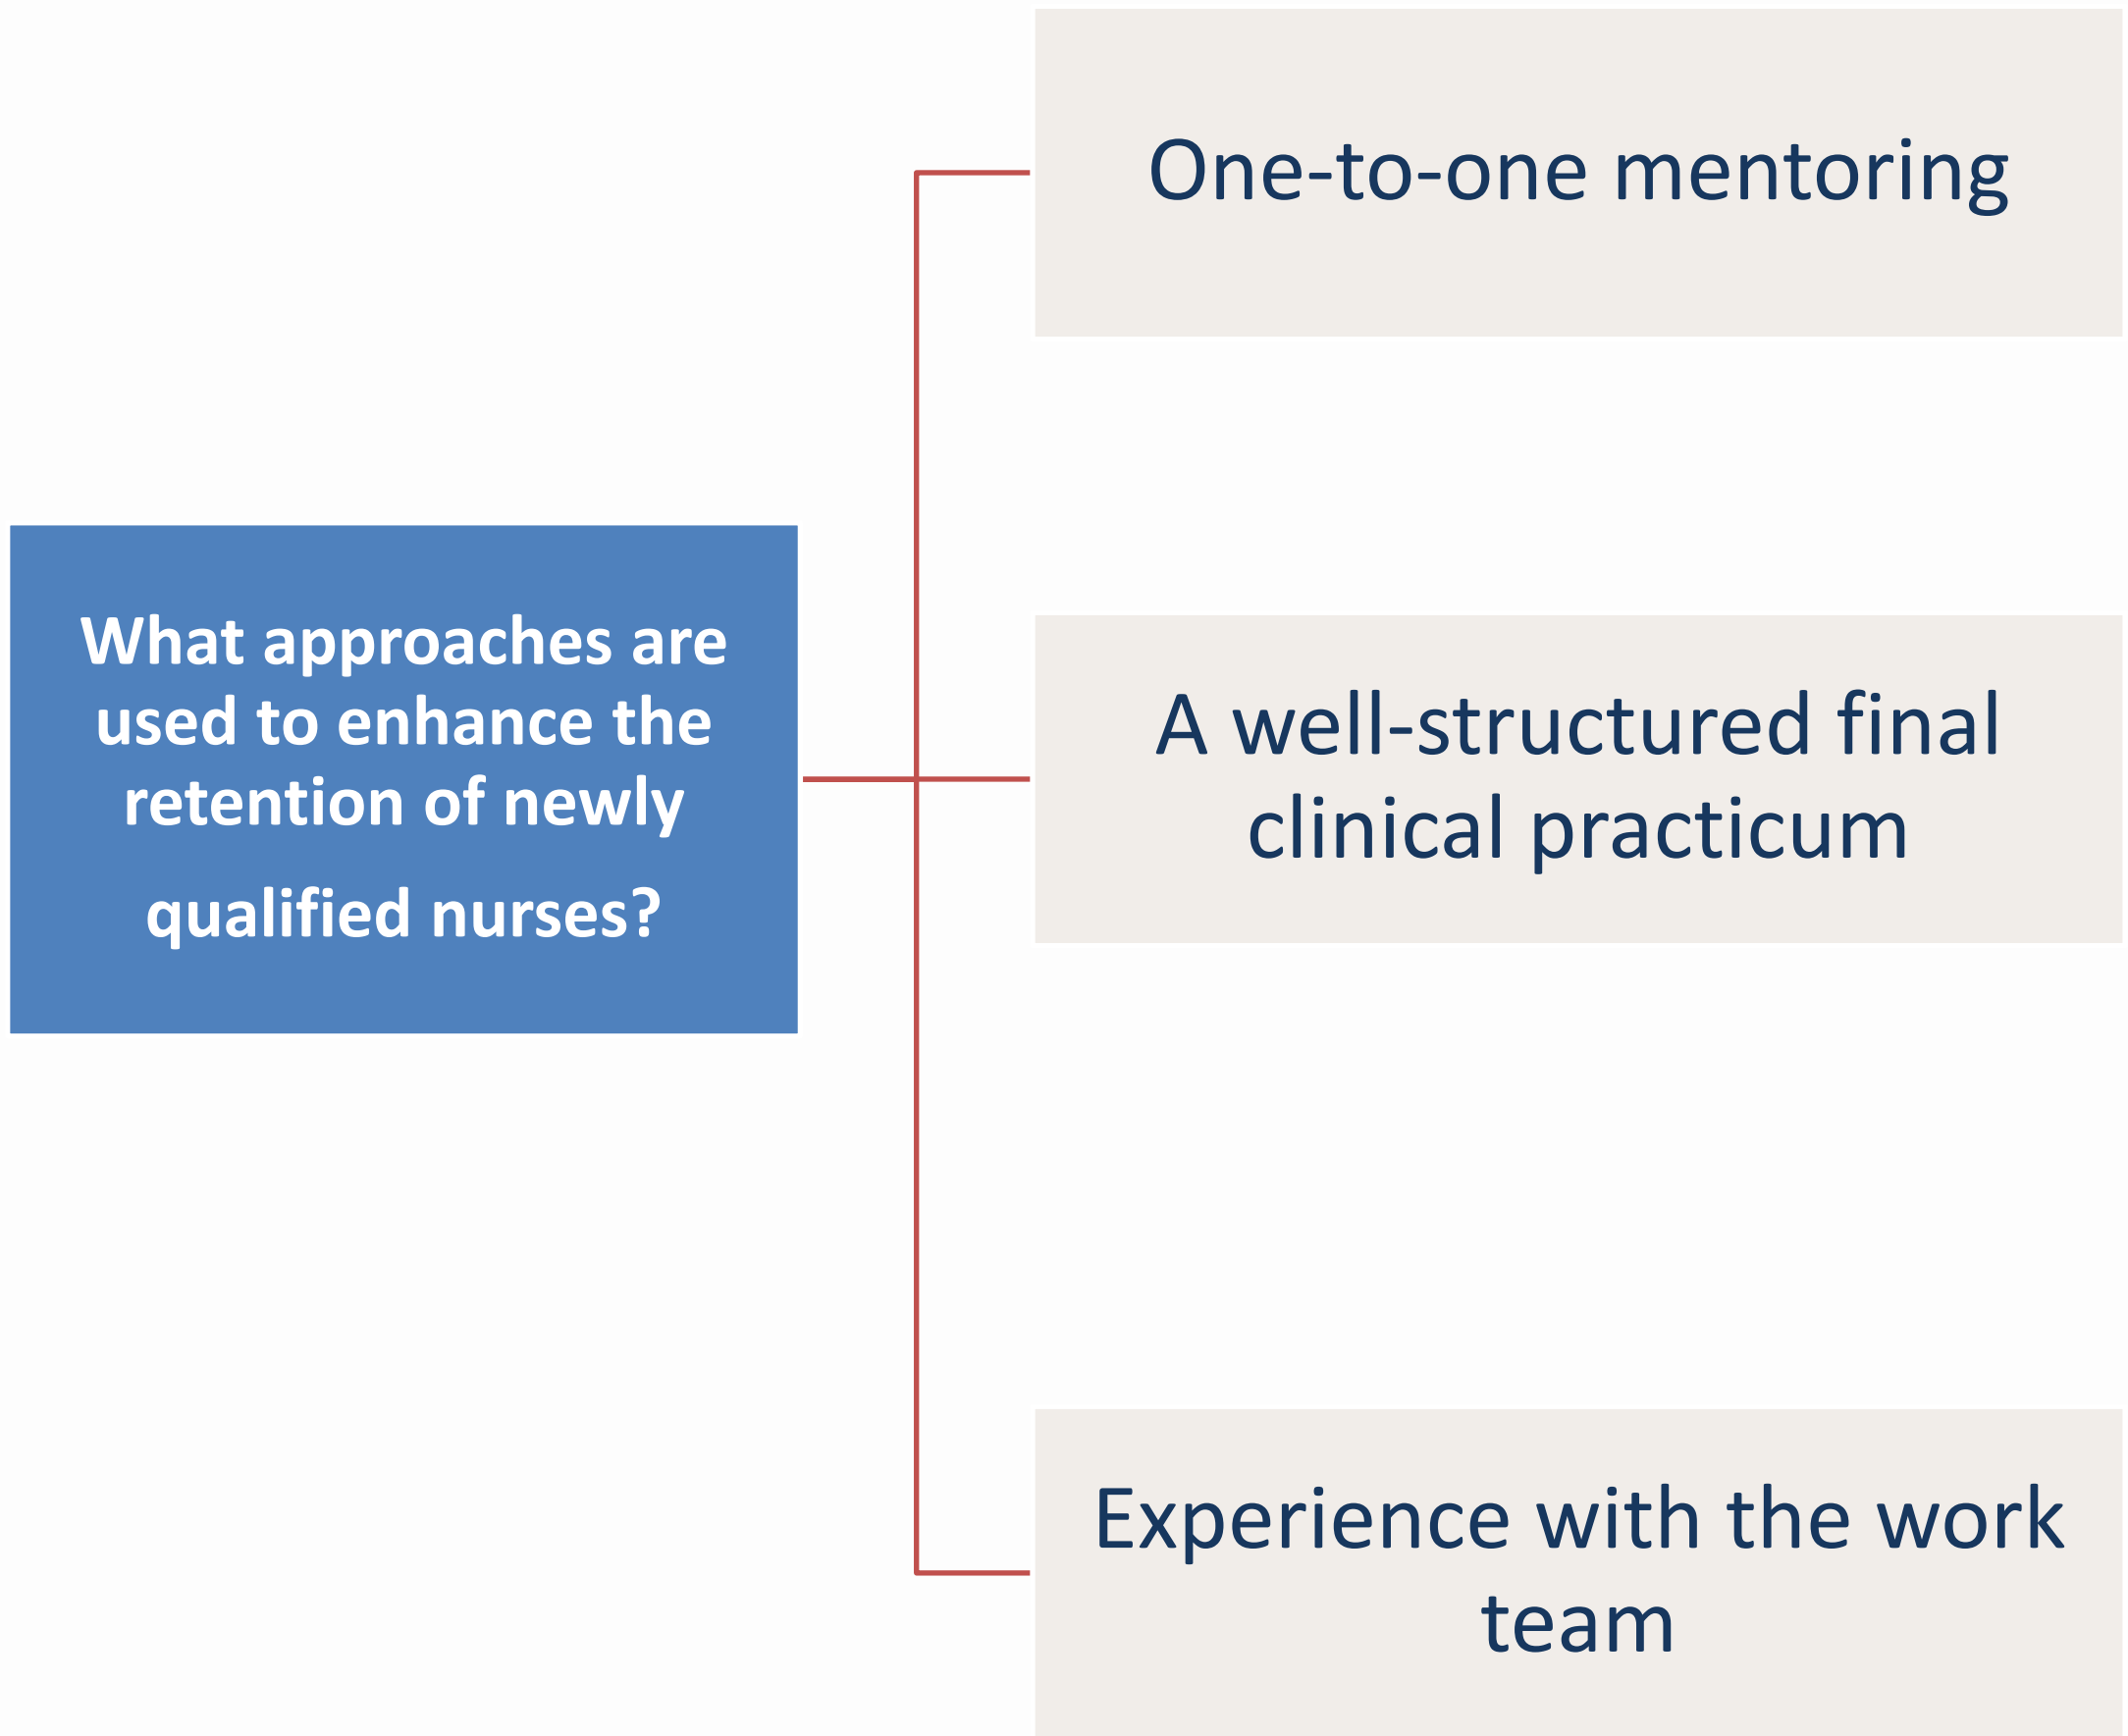 What approaches are
used to enhance the
retention of newly
qualified nurses?
One-to-one mentoring
A well-structured final
clinical practicum
Experience with the work
team